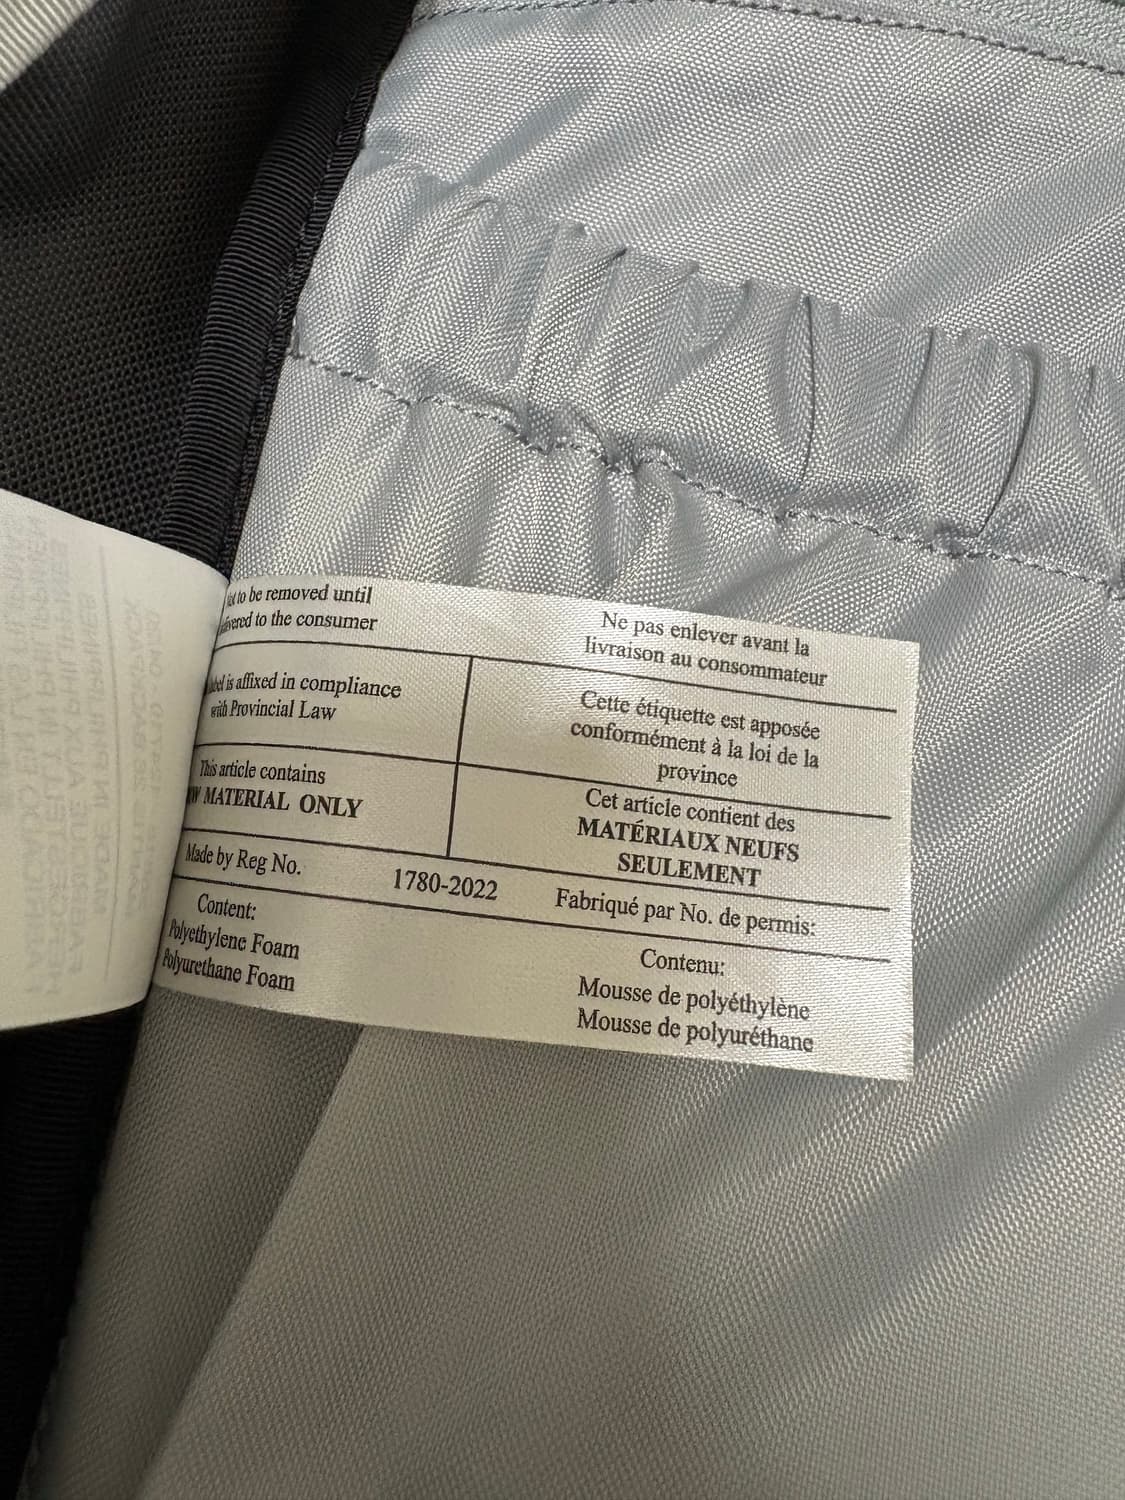 to be removed until
to the consumer
Ne pas enlever avant la
livraison au consommateur
is affixed in compliance
with Provincial Law
Cette étiquette est apposée
conformément à la loi de la
province
This article contains
MATERIAL ONLY
Cet article contient des
MATÉRIAUX NEUFS
SEULEMENT
Made by Reg No.
1780-2022
Fabriqué par No. de permis:
Content:
Polyethylene Foam
Polyurethane Foam
Contenu:
Mousse de polyéthylène
Mousse de polyuréthane